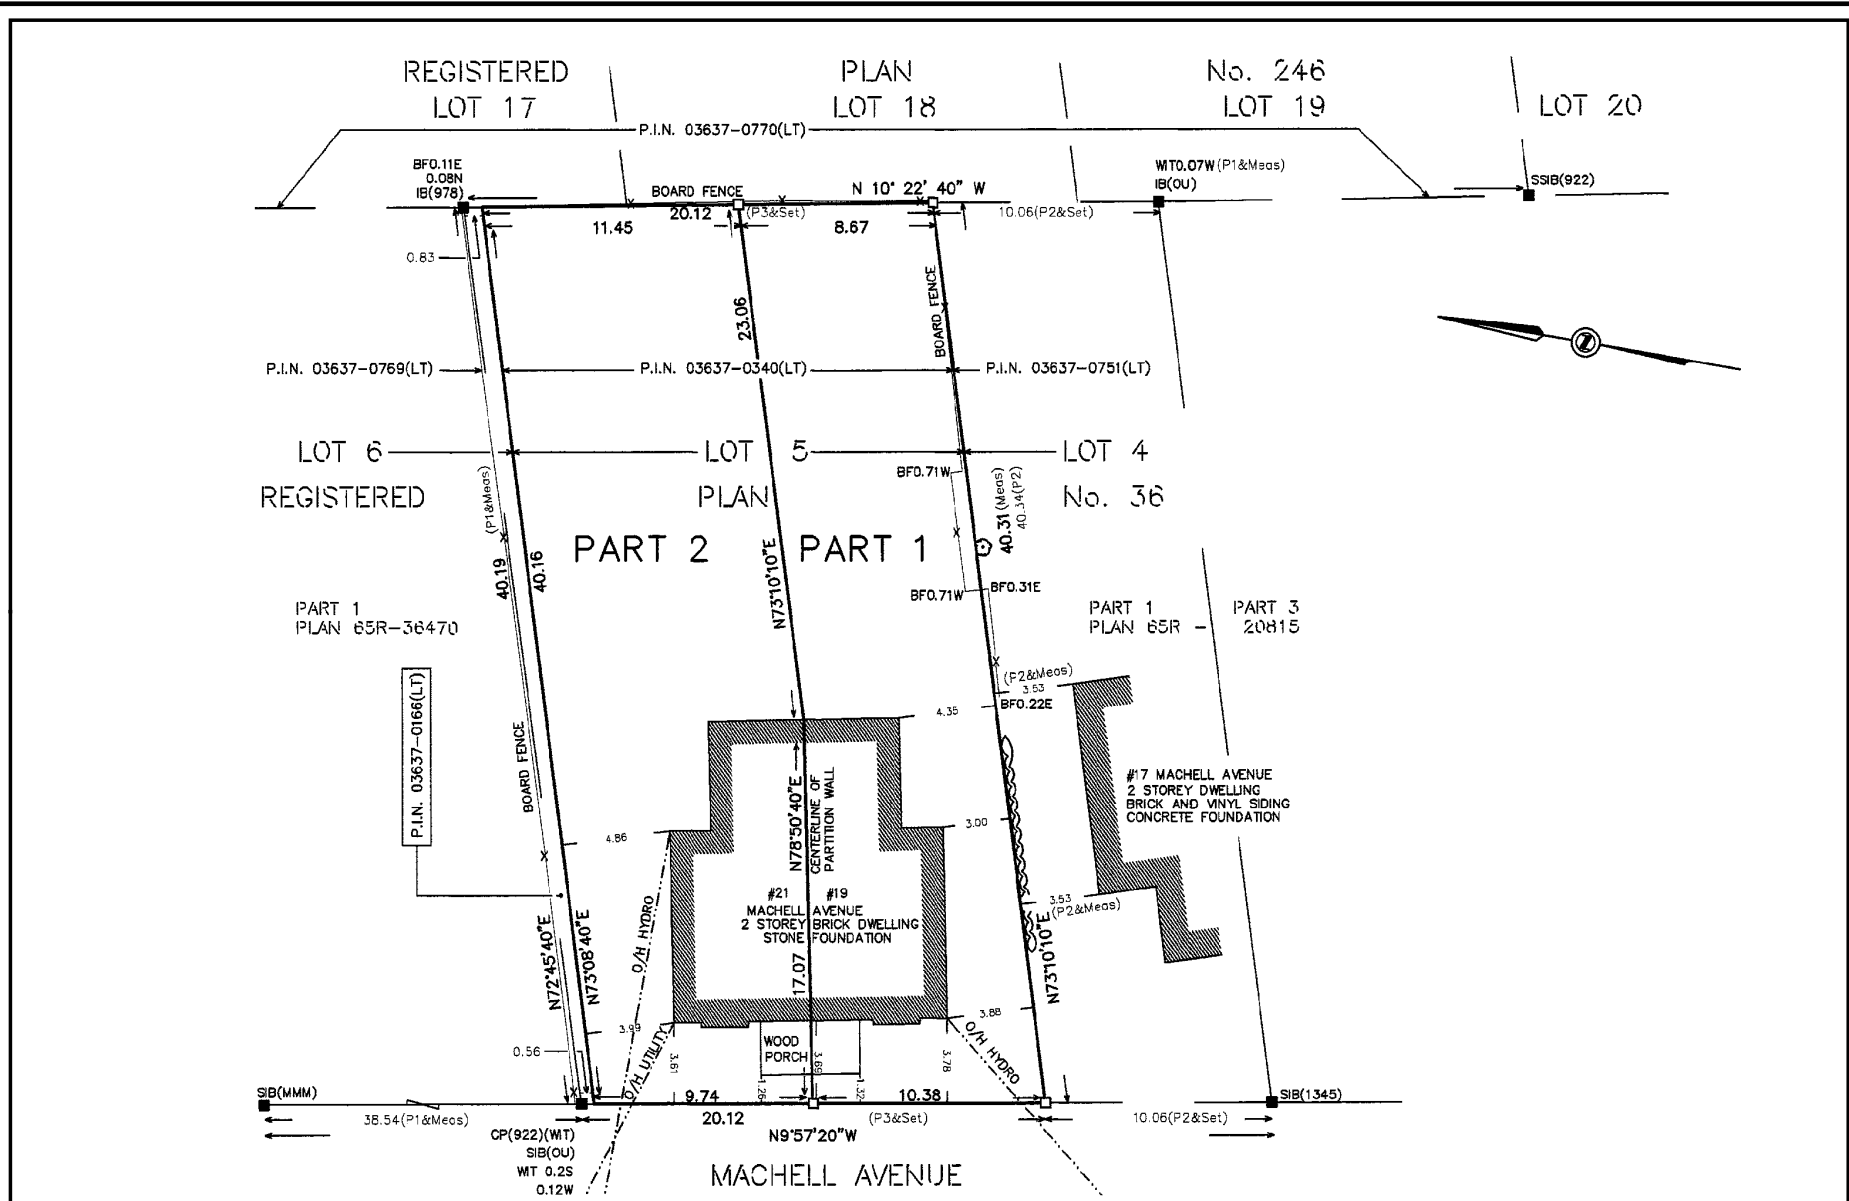 REGISTERED PLAN No. 246
LOT 17 LOT 18 LOT 19 LOT 20
P.I.N. 03637-0770(LT)
BF0.11E
0.08N
IB(978)
BOARD FENCE
N 10° 22' 40" W
WIT0.07W (P1&Meas)
IB(OU)
SSIB(922)
20.12 (P3&Set)
10.06(P2&Set)
11.45
8.67
0.83
23.06
BOARD FENCE
P.I.N. 03637-0769(LT)
P.I.N. 03637-0340(LT)
P.I.N. 03637-0751(LT)
LOT 6 LOT 5 LOT 4
REGISTERED PLAN No. 36
BF0.71W
(P1&Meas)
40.31 (Meas)
40.34(P2)
PART 2 PART 1
40.19
40.16
N73°10'10"E
BF0.71W
BF0.31E
PART 1
PLAN 65R-36470
PART 1 PART 3
PLAN 65R - 20815
P.I.N. 03637-0166(LT)
(P2&Meas)
3.53
BF0.22E
4.35
BOARD FENCE
N78°50'40"E
CENTERLINE OF
PARTITION WALL
#17 MACHELL AVENUE
2 STOREY DWELLING
BRICK AND VINYL SIDING
CONCRETE FOUNDATION
4.86
3.00
#21 #19
MACHELL AVENUE
2 STOREY BRICK DWELLING
STONE FOUNDATION
3.53
(P2&Meas)
O/H HYDRO
N72°45'40"E
N73°08'40"E
17.07
N73°10'10"E
3.99
3.88
O/H UTILITY
O/H HYDRO
0.56
WOOD
PORCH
3.61
3.69
3.78
1.26
1.32
SIB(MMM)
SIB(1345)
9.74
10.38
38.54(P1&Meas)
20.12
(P3&Set)
10.06(P2&Set)
CP(922)(WIT)
SIB(OU)
WIT 0.2S
0.12W
N9°57'20"W
MACHELL AVENUE